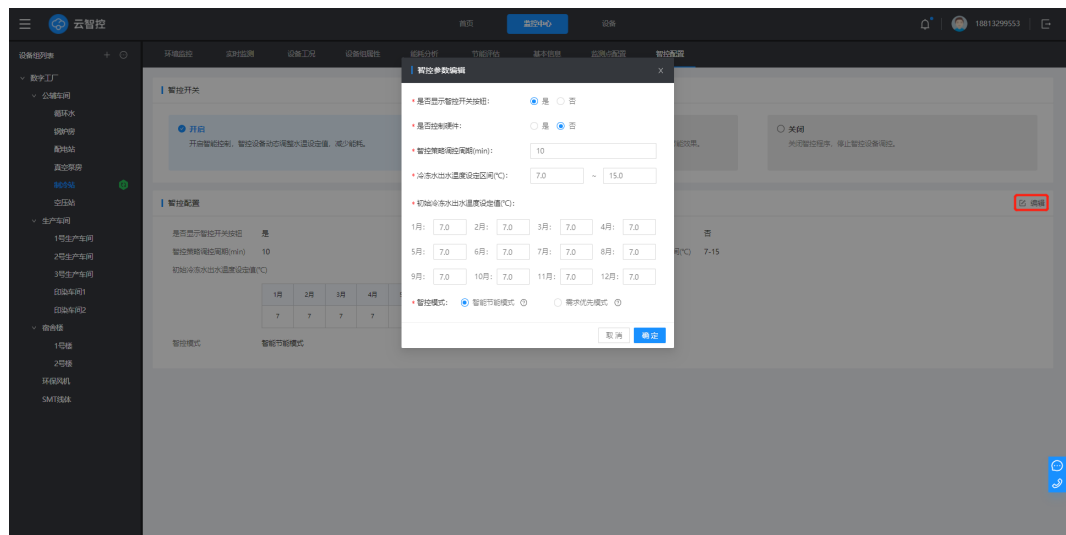 云智控
首页 监控中心 设备
18813299553
设备组列表
环境监控 实时监测 设备工况 设备组属性 能耗分析 节能评估 基本信息 监测点配置 智控配置
数字工厂
公辅车间
循环水
锅炉房
配电站
真空泵房
制冷站
空压站
生产车间
1号生产车间
2号生产车间
3号生产车间
印染车间1
印染车间2
宿舍楼
1号楼
2号楼
环保风机
SMT线体
智控开关
开启
开启智能控制，智控设备动态调整水温设定值，减少能耗。
节能效果。
关闭
关闭智控程序，停止智控设备调控。
智控配置
编辑
是否显示智控开关按钮 是
否
智控策略调控周期(min) 10
间(℃) 7-15
初始冷冻水出水温度设定值(℃)
1月 2月 3月 4月
7 7 7 7
智控模式 智能节能模式
智控参数编辑 X
* 是否显示智控开关按钮: 是 否
* 是否控制硬件: 是 否
* 智控策略调控周期(min): 10
* 冷冻水出水温度设定区间(℃): 7.0 ~ 15.0
* 初始冷冻水出水温度设定值(℃):
1月: 7.0 2月: 7.0 3月: 7.0 4月: 7.0
5月: 7.0 6月: 7.0 7月: 7.0 8月: 7.0
9月: 7.0 10月: 7.0 11月: 7.0 12月: 7.0
* 智控模式: 智能节能模式 需求优先模式
取 消 确 定